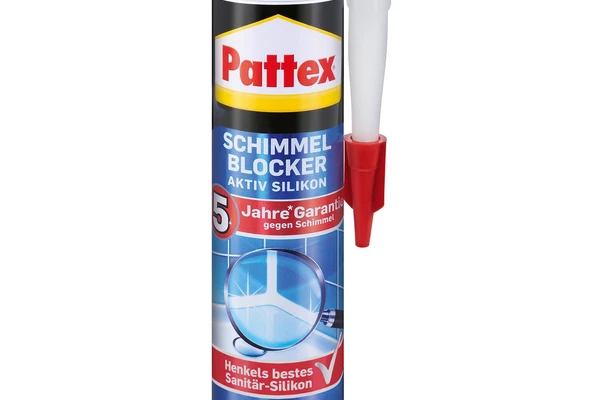 Pattex
SCHIMMEL
BLOCKER
AKTIV SILIKON
5 Jahre*Garantie
gegen Schimmel
Henkels bestes
Sanitär-Silikon